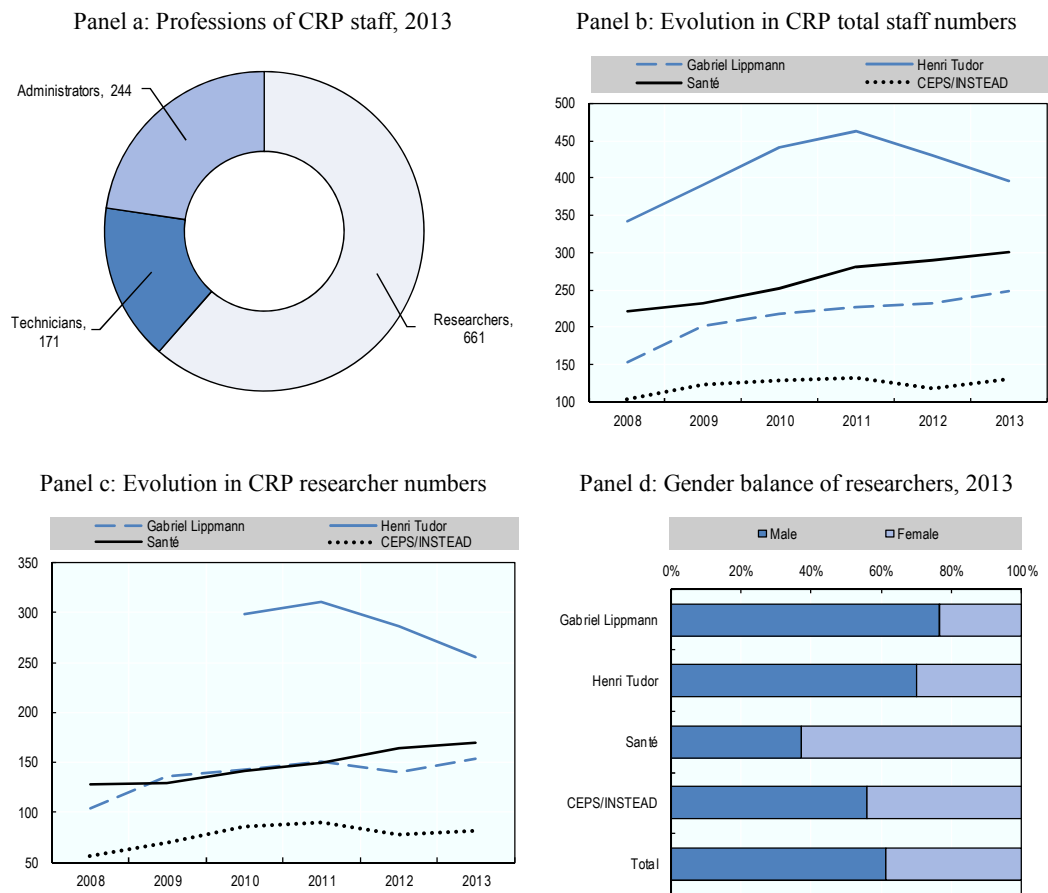 Panel a: Professions of CRP staff, 2013
Administrators, 244
Technicians,
171
Researchers,
661
Panel b: Evolution in CRP total staff numbers
Gabriel Lippmann
Henri Tudor
Santé
CEPS/INSTEAD
500
450
400
350
300
250
200
150
100
2008
2009
2010
2011
2012
2013
Panel c: Evolution in CRP researcher numbers
Gabriel Lippmann
Henri Tudor
Santé
CEPS/INSTEAD
350
300
250
200
150
100
50
2008
2009
2010
2011
2012
2013
Panel d: Gender balance of researchers, 2013
Male
Female
0%
20%
40%
60%
80%
100%
Gabriel Lippmann
Henri Tudor
Santé
CEPS/INSTEAD
Total